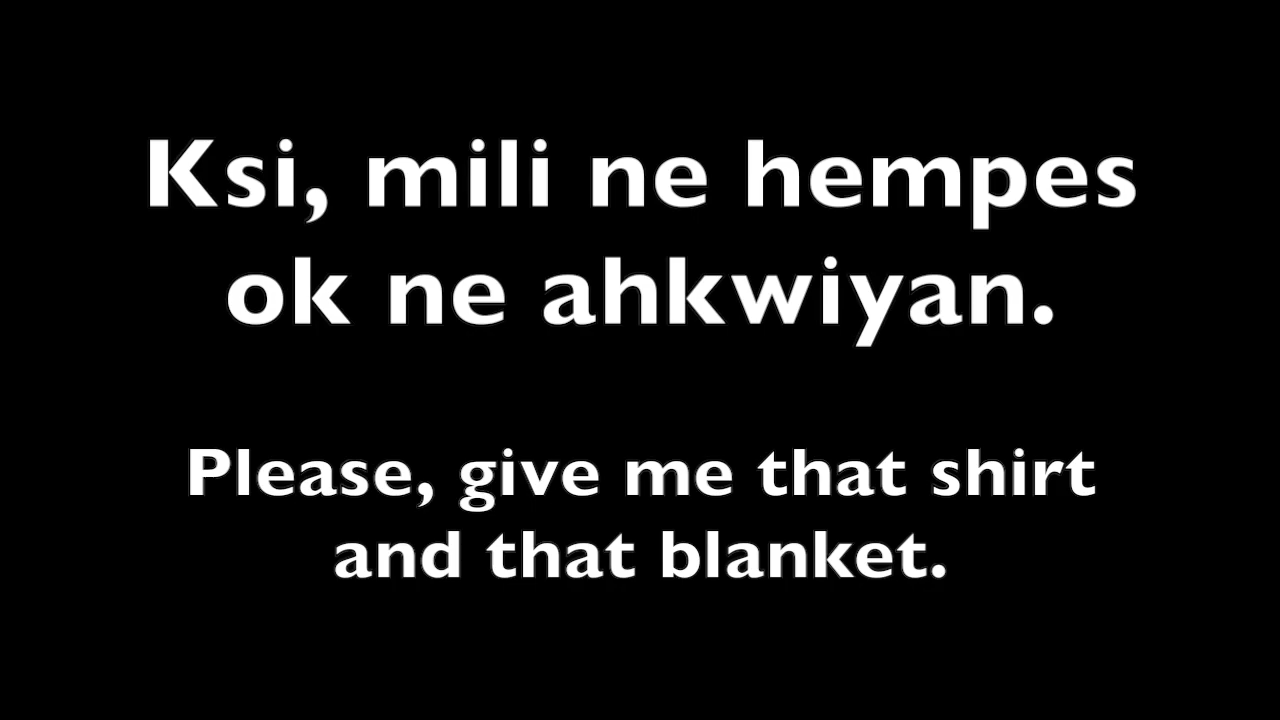 Ksi, mili ne hempes
ok ne ahkwiyan.
Please, give me that shirt
and that blanket.